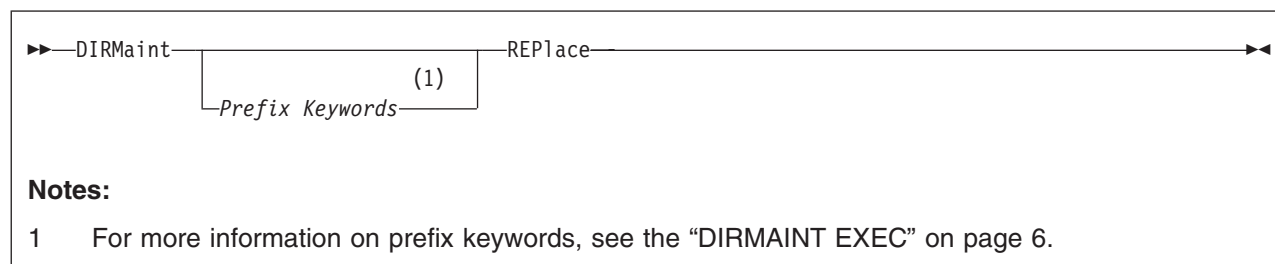 ►►—DIRMaint— —REPlace—►◄
(1)
Prefix Keywords
Notes:
1 For more information on prefix keywords, see the “DIRMAINT EXEC” on page 6.